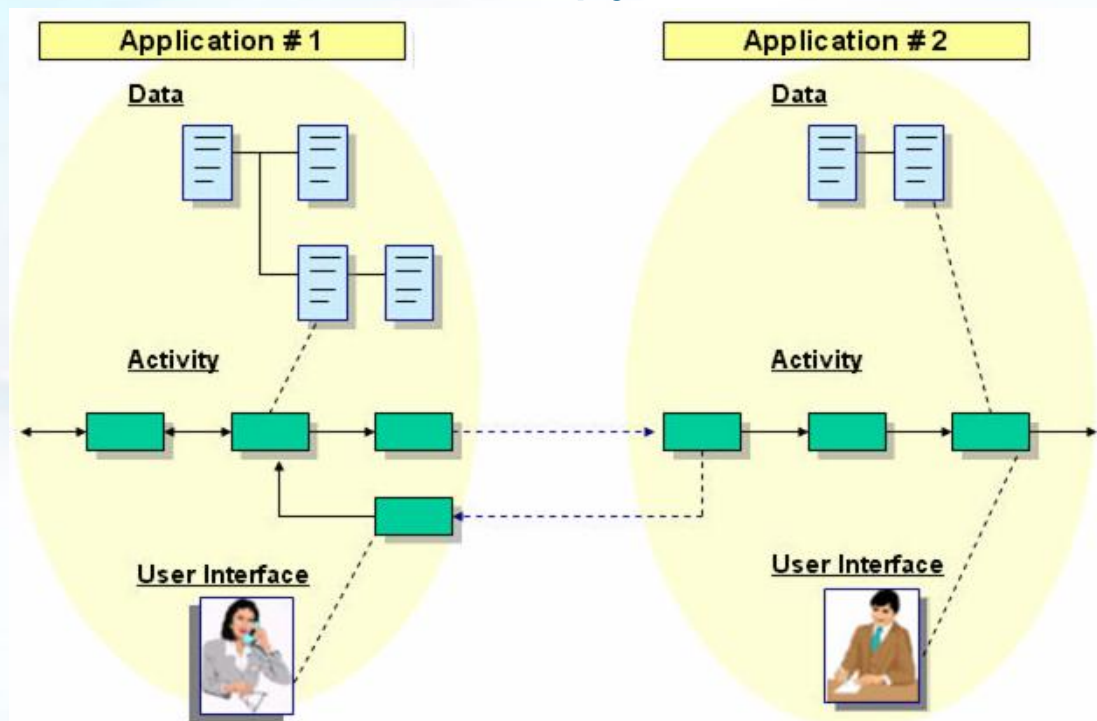 Application # 1
Application # 2
Data
Data
Activity
Activity
User Interface
User Interface